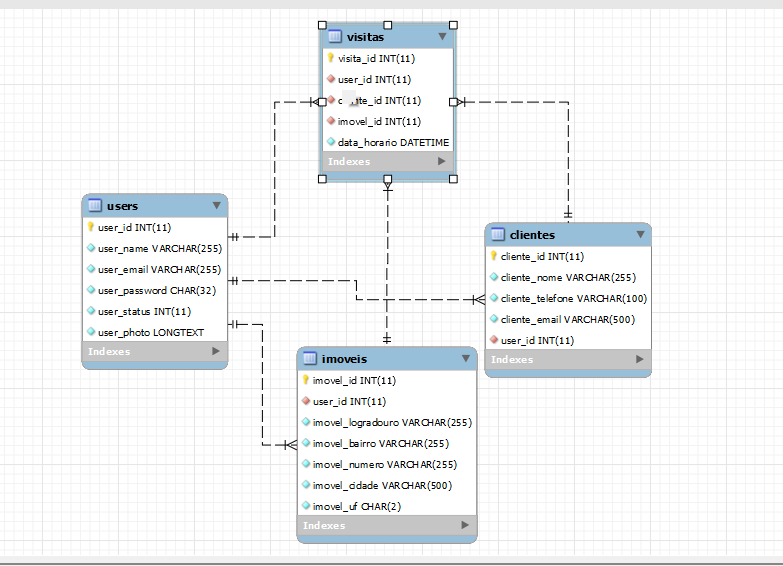 visitas
visita_id INT(11)
user_id INT(11)
INT(11)
imovel_id INT(11)
data_horario DATETIME
Indexes
users
user_id INT(11)
user_name VARCHAR(255)
user_email VARCHAR(255)
user_password CHAR(32)
user_status INT(11)
user_photo LONGTEXT
Indexes
clientes
cliente_id INT(11)
cliente_nome VARCHAR(255)
cliente_telefone VARCHAR(100)
cliente_email VARCHAR(500)
user_id INT(11)
Indexes
imoveis
imovel_id INT(11)
user_id INT(11)
imovel_logradouro VARCHAR(255)
imovel_bairro VARCHAR(255)
imovel_numero VARCHAR(255)
imovel_cidade VARCHAR(500)
imovel_uf CHAR(2)
Indexes